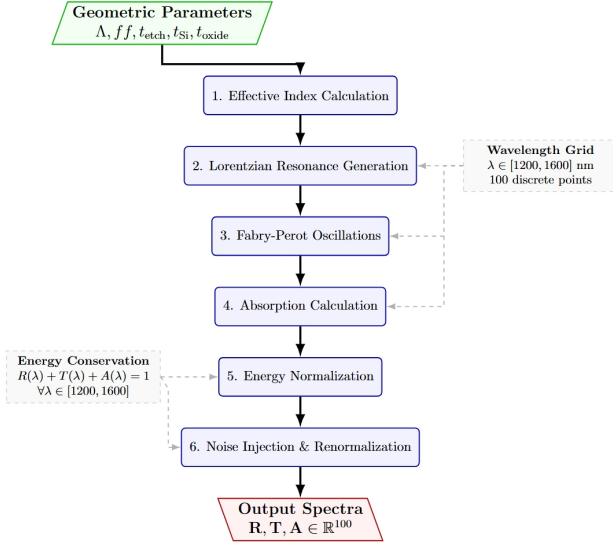 Geometric Parameters
Λ, ff, t_etch, t_Si, t_oxide
1. Effective Index Calculation
2. Lorentzian Resonance Generation
Wavelength Grid
λ ∈ [1200, 1600] nm
100 discrete points
3. Fabry-Perot Oscillations
4. Absorption Calculation
Energy Conservation
R(λ) + T(λ) + A(λ) = 1
∀λ ∈ [1200, 1600]
5. Energy Normalization
6. Noise Injection & Renormalization
Output Spectra
R, T, A ∈ ℝ^100